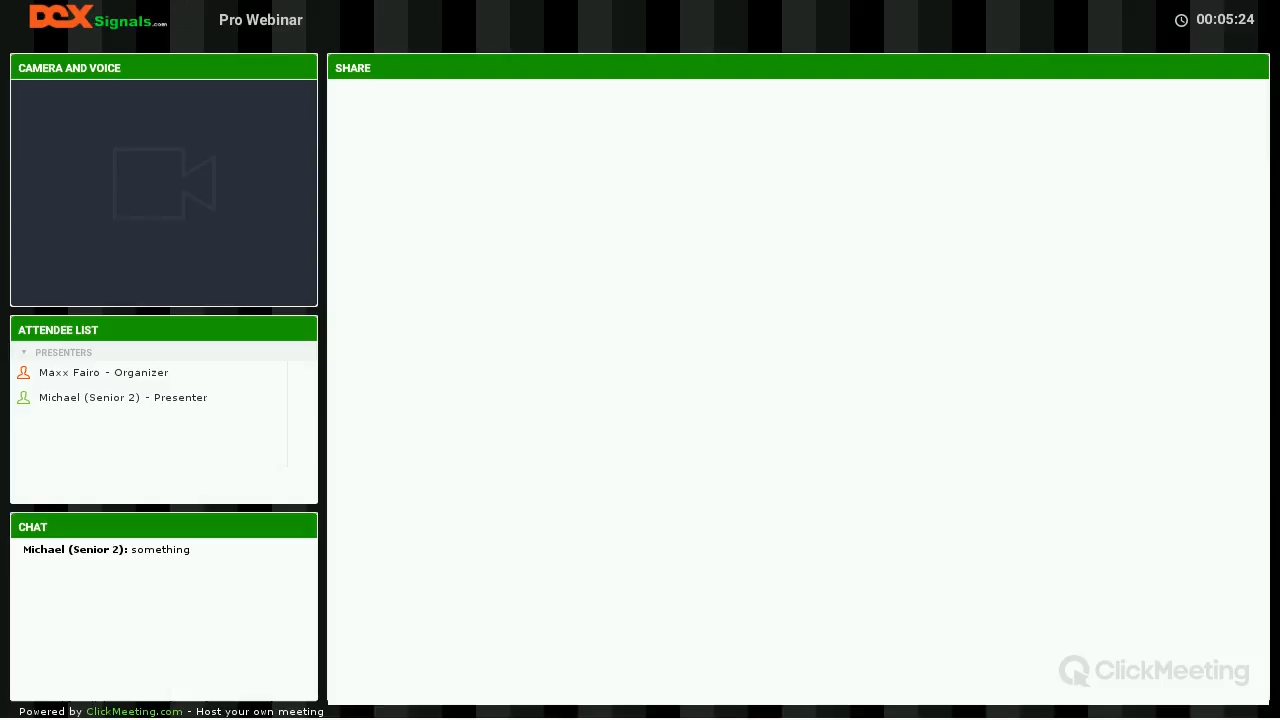 DCX Signals.com
Pro Webinar
00:05:24
CAMERA AND VOICE
SHARE
ATTENDEE LIST
PRESENTERS
Maxx Fairo - Organizer
Michael (Senior 2) - Presenter
CHAT
Michael (Senior 2): something
ClickMeeting
Powered by ClickMeeting.com - Host your own meeting